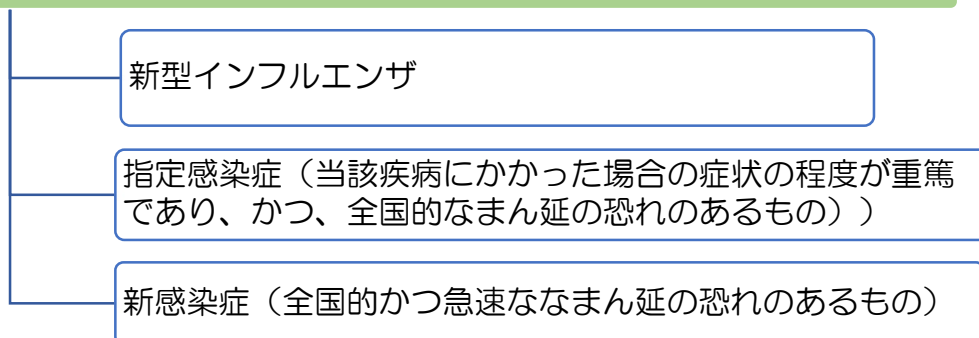 新型インフルエンザ
指定感染症（当該疾病にかかった場合の症状の程度が重篤
であり、かつ、全国的なまん延の恐れのあるもの））
新感染症（全国的かつ急速ななまん延の恐れのあるもの）